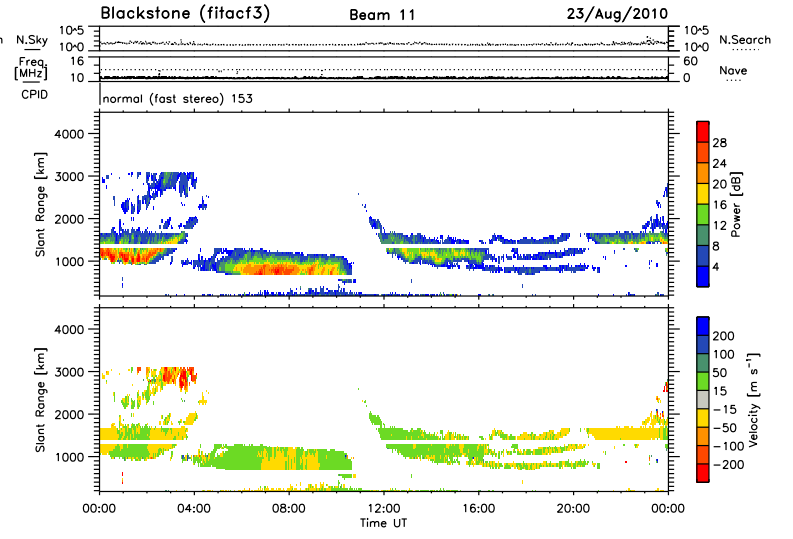 Blackstone (fitacf3) Beam 11 23/Aug/2010
n N.Sky 10^5 10^0 10^5 10^0 N.Search
Freq. [MHz] 16 10 60 0 Nave
CPID normal (fast stereo) 153
Slant Range [km] 4000 3000 2000 1000
28 24 20 16 12 8 4 Power [dB]
Slant Range [km] 4000 3000 2000 1000
200 100 50 15 −15 −50 −100 −200 Velocity [m s⁻¹]
00:00 04:00 08:00 12:00 16:00 20:00 00:00
Time UT